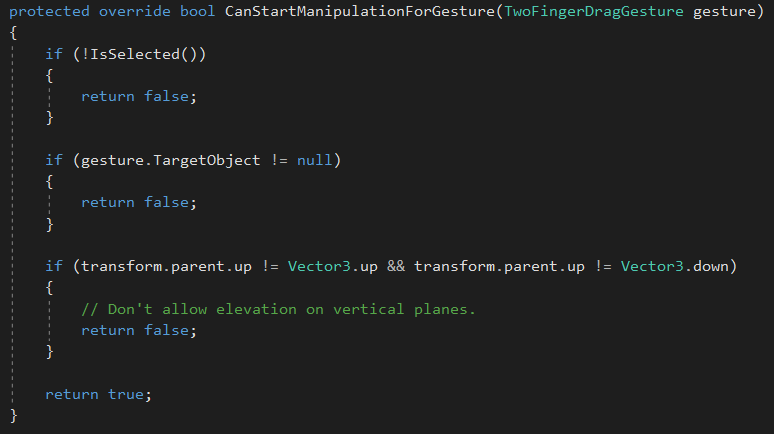 protected override bool CanStartManipulationForGesture(TwoFingerDragGesture gesture)
{
    if (!IsSelected())
    {
        return false;
    }

    if (gesture.TargetObject != null)
    {
        return false;
    }

    if (transform.parent.up != Vector3.up && transform.parent.up != Vector3.down)
    {
        // Don't allow elevation on vertical planes.
        return false;
    }

    return true;
}